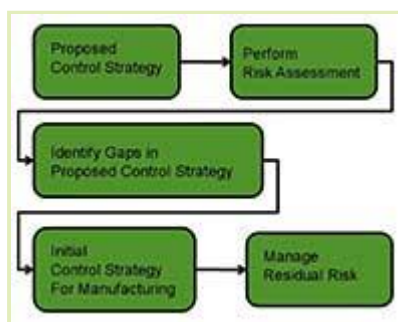 Proposed
Control Strategy
Perform
Risk Assessment
Identify Gaps in
Proposed Control Strategy
Initial
Control Strategy
For Manufacturing
Manage
Residual Risk